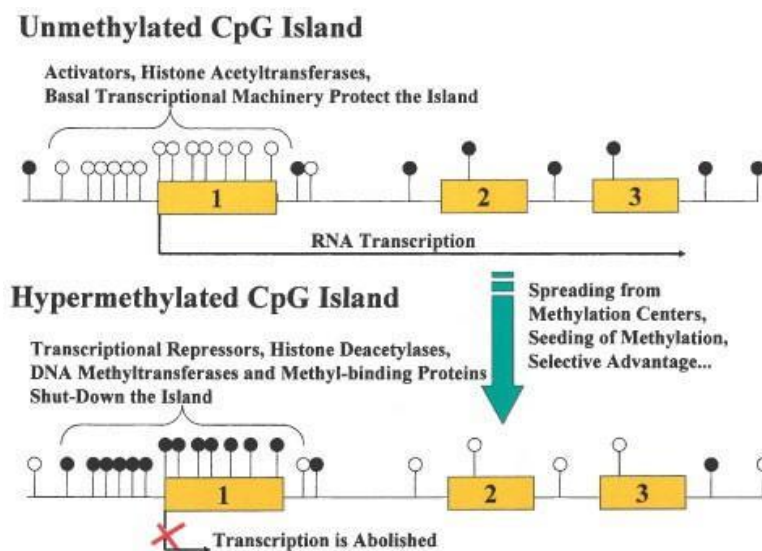 Unmethylated CpG Island
Activators, Histone Acetyltransferases,
Basal Transcriptional Machinery Protect the Island
1
2
3
RNA Transcription
Hypermethylated CpG Island
Spreading from
Methylation Centers,
Seeding of Methylation,
Selective Advantage...
Transcriptional Repressors, Histone Deacetylases,
DNA Methyltransferases and Methyl-binding Proteins
Shut-Down the Island
1
2
3
Transcription is Abolished